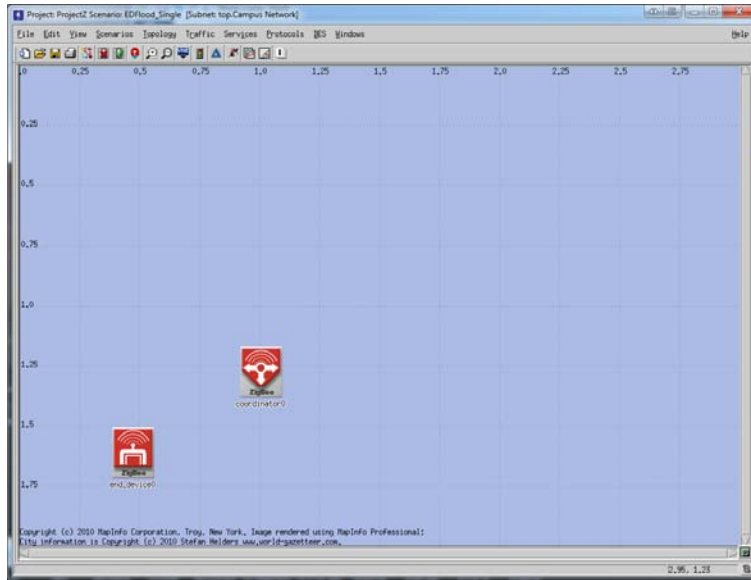 Project: ProjectZ Scenario: EDFlood_Single [Subnet: top.Campus Network]
File Edit View Scenarios Topology Traffic Services Protocols DES Windows Help
0 0.25 0.5 0.75 1.0 1.25 1.5 1.75 2.0 2.25 2.5 2.75
0.25
0.5
0.75
1.0
1.25
ZigBee
coordinator0
1.5
ZigBee
end_device0
1.75
Copyright (c) 2010 MapInfo Corporation, Troy, New York. Image rendered using MapInfo Professional;
City information is Copyright (c) 2010 Stefan Helders www.world-gazetteer.com.
2.95, 1.23